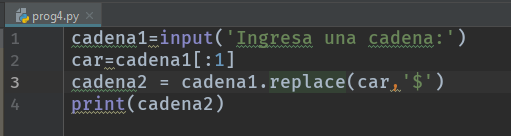 prog4.py
1 cadena1=input('Ingresa una cadena:')
2 car=cadena1[:1]
3 cadena2 = cadena1.replace(car,'$')
4 print(cadena2)